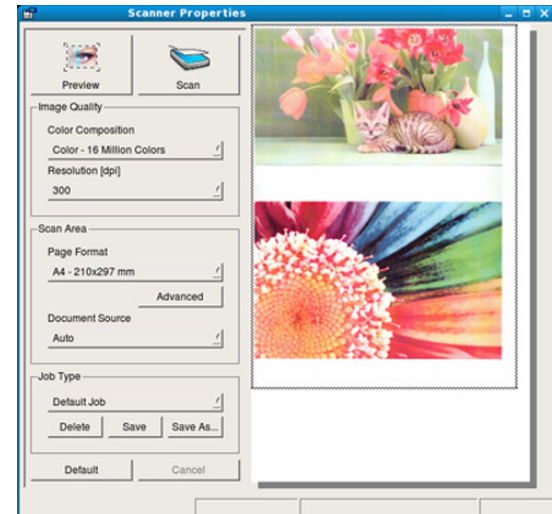 Scanner Properties
Preview Scan
Image Quality
Color Composition
Color - 16 Million Colors
Resolution [dpi]
300
Scan Area
Page Format
A4 - 210x297 mm
Advanced
Document Source
Auto
Job Type
Default Job
Delete Save Save As...
Default Cancel